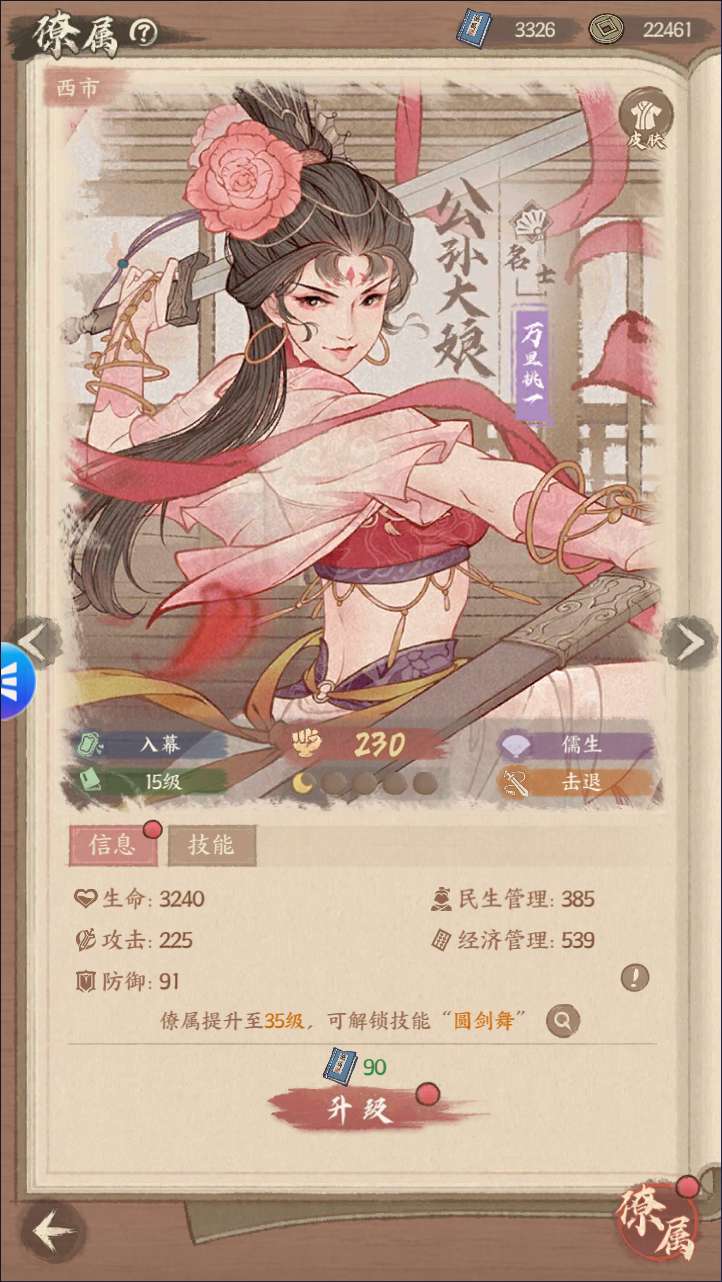 僚属?
3326
22461
西市
皮肤
公孙大娘
名士
万里挑一
入幕
230
儒生
15级
击退
信息
技能
生命: 3240
民生管理: 385
攻击: 225
经济管理: 539
防御: 91
!
僚属提升至35级，可解锁技能“圆剑舞”
90
升级
僚属